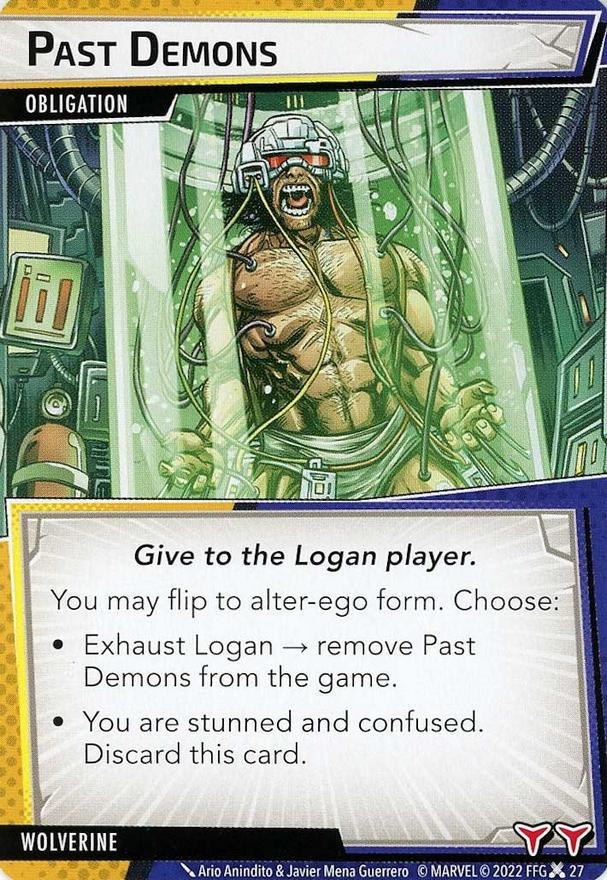 PAST DEMONS
OBLIGATION
Give to the Logan player.
You may flip to alter-ego form. Choose:
• Exhaust Logan → remove Past
Demons from the game.
• You are stunned and confused.
Discard this card.
WOLVERINE
Ario Anindito & Javier Mena Guerrero © MARVEL © 2022 FFG 27